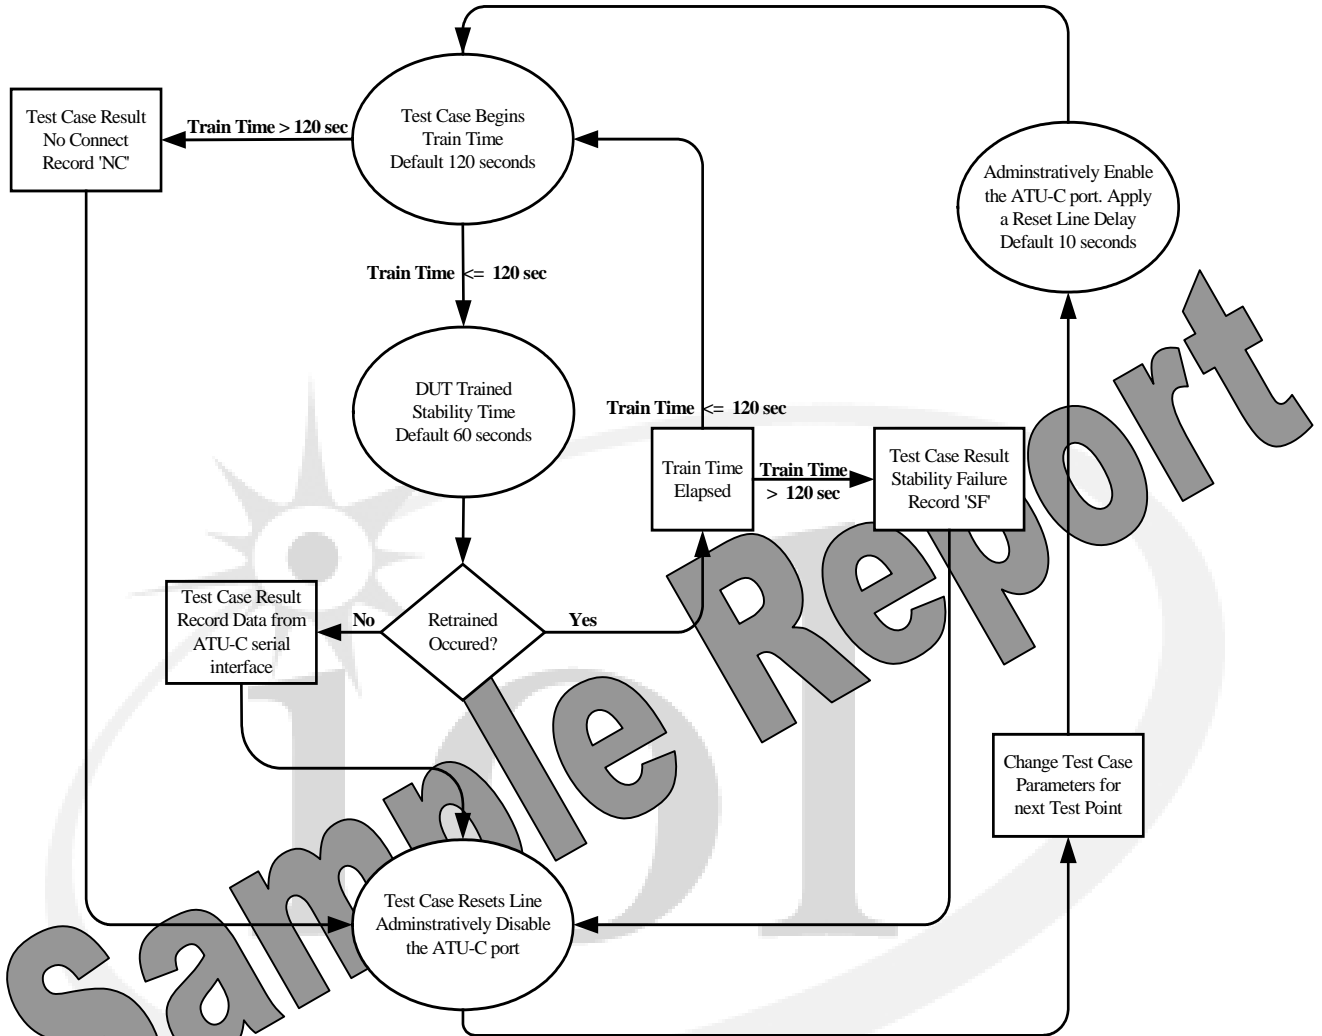 Test Case Begins
Train Time
Default 120 seconds
Test Case Result
No Connect
Record 'NC'
Train Time > 120 sec
Adminstratively Enable
the ATU-C port. Apply
a Reset Line Delay
Default 10 seconds
Train Time <= 120 sec
DUT Trained
Stability Time
Default 60 seconds
Train Time <= 120 sec
Train Time
Elapsed
Train Time
> 120 sec
Test Case Result
Stability Failure
Record 'SF'
Test Case Result
Record Data from
ATU-C serial
interface
No
Retrained
Occured?
Yes
Change Test Case
Parameters for
next Test Point
Test Case Resets Line
Adminstratively Disable
the ATU-C port
Sample Report
iol